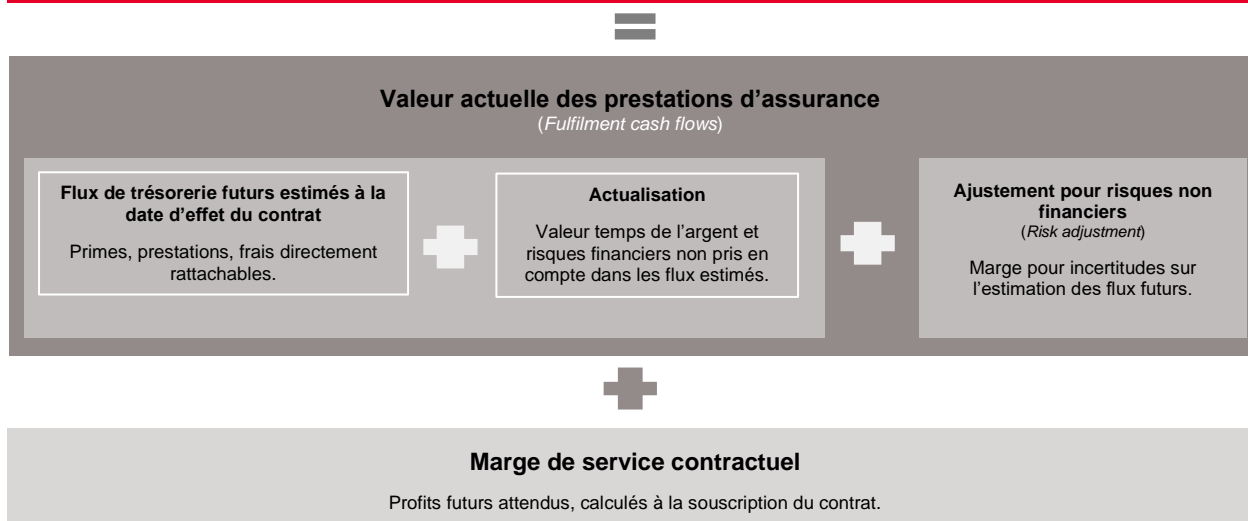 Valeur actuelle des prestations d’assurance
(Fulfilment cash flows)
Flux de trésorerie futurs estimés à la
date d’effet du contrat
Primes, prestations, frais directement
rattachables.
Actualisation
Valeur temps de l’argent et
risques financiers non pris en
compte dans les flux estimés.
Ajustement pour risques non
financiers
(Risk adjustment)
Marge pour incertitudes sur
l’estimation des flux futurs.
Marge de service contractuel
Profits futurs attendus, calculés à la souscription du contrat.